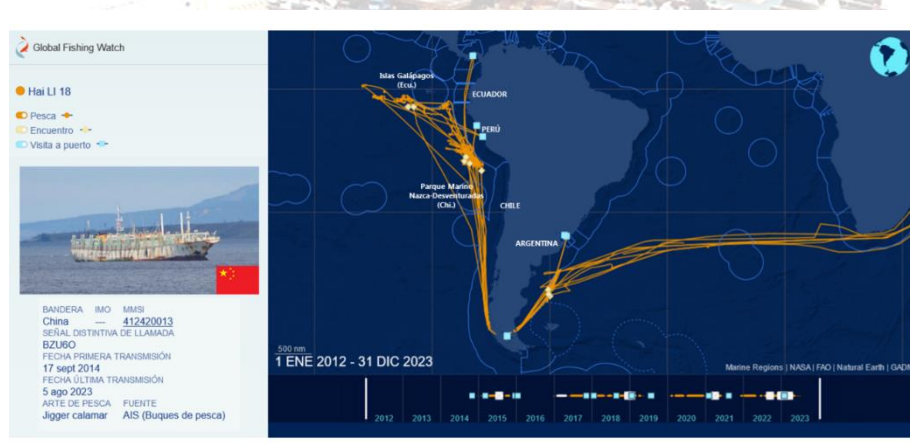 Global Fishing Watch
Hai LI 18
Pesca
Encuentro
Visita a puerto
BANDERA IMO MMSI
China — 412420013
SEÑAL DISTINTIVA DE LLAMADA
BZU6O
FECHA PRIMERA TRANSMISIÓN
17 sept 2014
FECHA ÚLTIMA TRANSMISIÓN
5 ago 2023
ARTE DE PESCA FUENTE
Jigger calamar AIS (Buques de pesca)
Islas Galápagos
(Ecu.)
ECUADOR
PERÚ
Parque Marino
Nazca-Desventuradas
(Chi.)
CHILE
ARGENTINA
500 nm
1 ENE 2012 - 31 DIC 2023
Marine Regions | NASA | FAO | Natural Earth | GADM
2012 2013 2014 2015 2016 2017 2018 2019 2020 2021 2022 2023